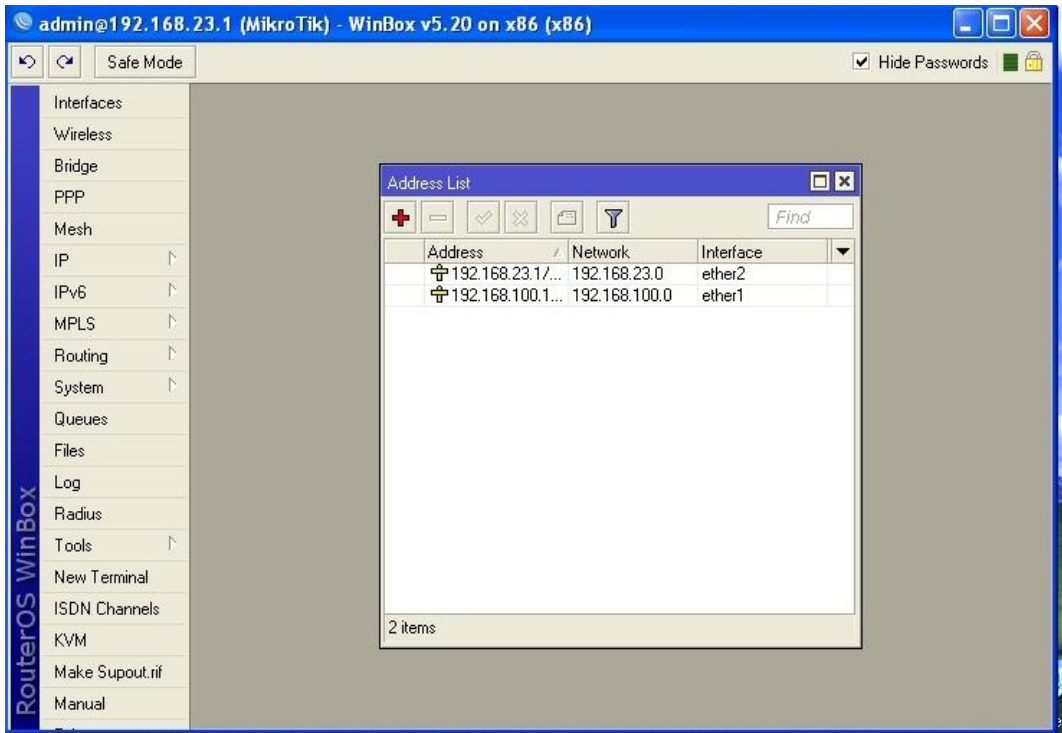 admin@192.168.23.1 (MikroTik) - WinBox v5.20 on x86 (x86)
Safe Mode
Hide Passwords
Interfaces
Wireless
Bridge
PPP
Mesh
IP
IPv6
MPLS
Routing
System
Queues
Files
Log
Radius
Tools
New Terminal
ISDN Channels
KVM
Make Supout.rif
Manual
RouterOS WinBox
Address List
Find
Address Network Interface
192.168.23.1/... 192.168.23.0 ether2
192.168.100.1... 192.168.100.0 ether1
2 items